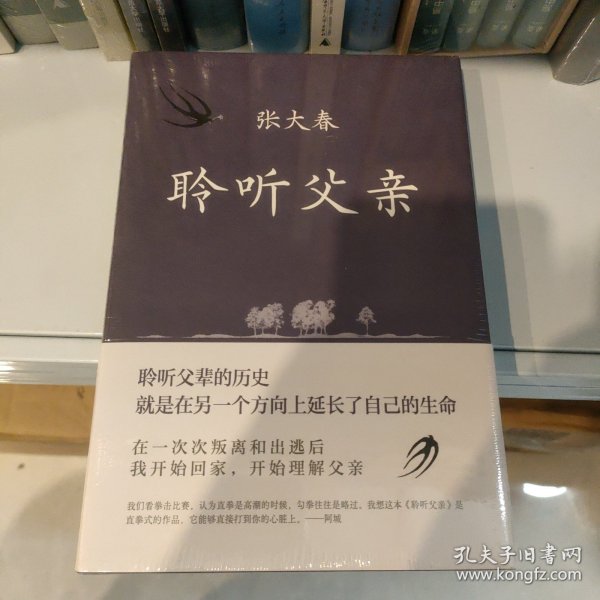 张大春
聆听父亲
聆听父辈的历史
就是在另一个方向上延长了自己的生命
在一次次叛离和出逃后
我开始回家，开始理解父亲
我们看拳击比赛，认为直拳是高潮的时候，勾拳往往是略过。我想这本《聆听父亲》是
直拳式的作品，它能够直接打到你的心脏上。——阿城
孔夫子旧书网
www.kongfz.com